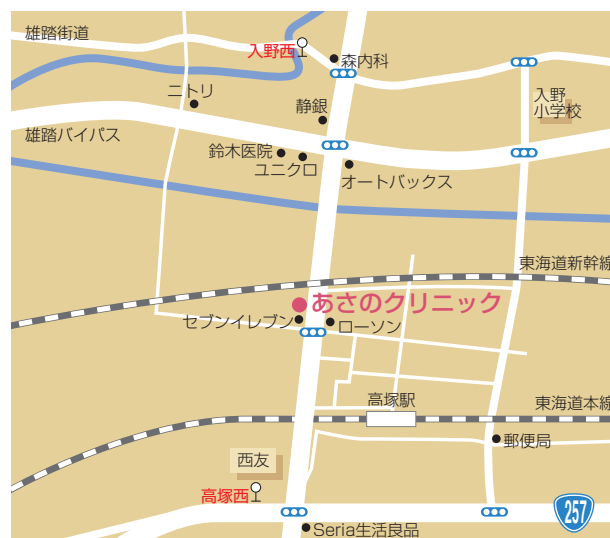 雄踏街道
入野西
森内科
ニトリ
入野
小学校
静銀
雄踏バイパス
鈴木医院
ユニクロ
オートバックス
東海道新幹線
あさのクリニック
セブンイレブン
ローソン
高塚駅
東海道本線
郵便局
西友
高塚西
257
Seria生活良品